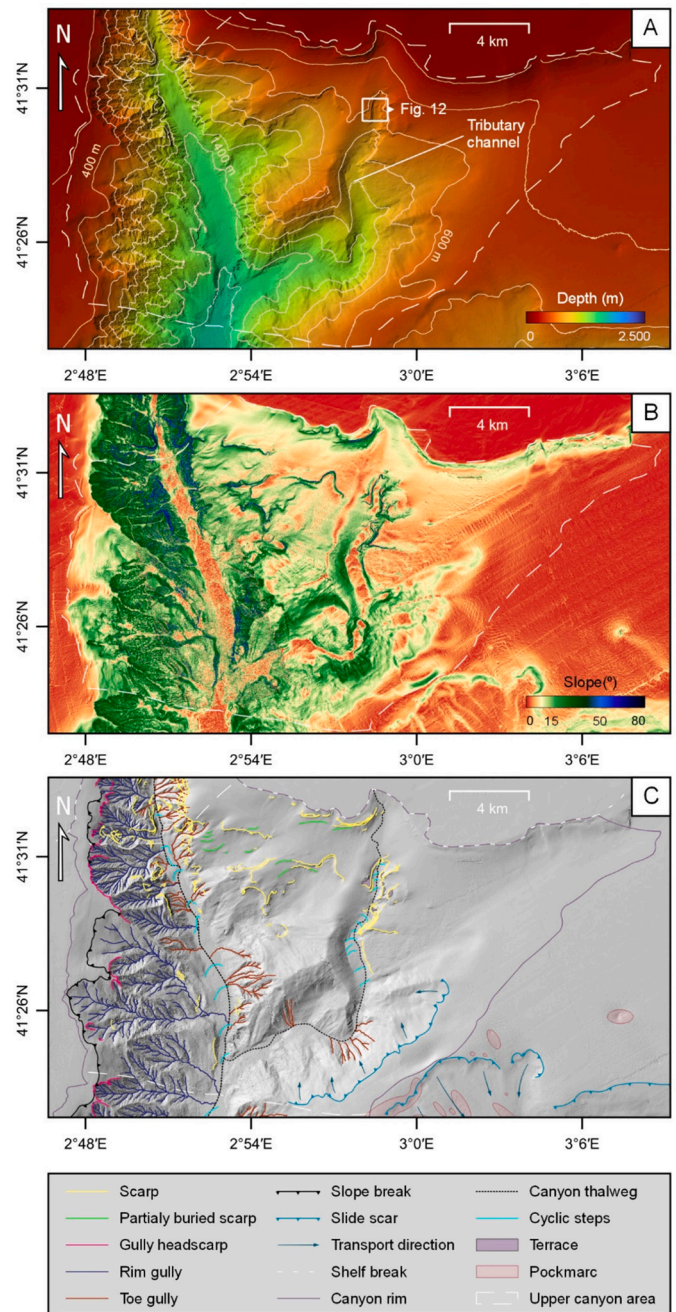 A
N
4 km
41°31'N
Fig. 12
Tributary
channel
400 m
1400 m
600 m
41°26'N
Depth (m)
0 2.500
2°48'E 2°54'E 3°0'E 3°6'E
B
N
4 km
41°31'N
41°26'N
Slope(º)
0 15 50 80
2°48'E 2°54'E 3°0'E 3°6'E
C
N
4 km
41°31'N
41°26'N
2°48'E 2°54'E 3°0'E 3°6'E
Scarp Slope break Canyon thalweg
Partialy buried scarp Slide scar Cyclic steps
Gully headscarp Transport direction Terrace
Rim gully Shelf break Pockmarc
Toe gully Canyon rim Upper canyon area